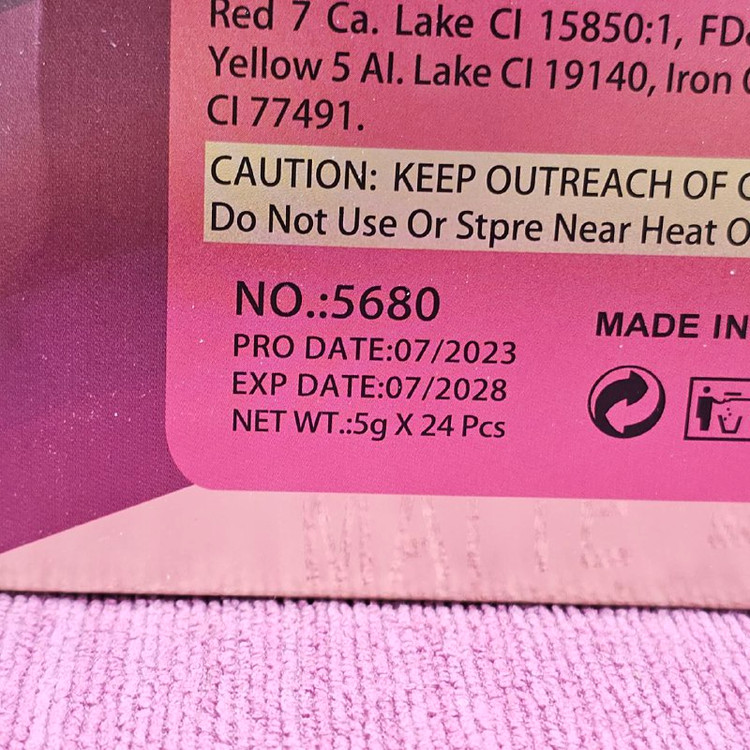 Red 7 Ca. Lake CI 15850:1, FD&
Yellow 5 Al. Lake CI 19140, Iron
CI 77491.
CAUTION: KEEP OUTREACH OF
Do Not Use Or Stpre Near Heat
NO.:5680
PRO DATE:07/2023
MADE IN
EXP DATE:07/2028
NET WT.:5g X 24 Pcs